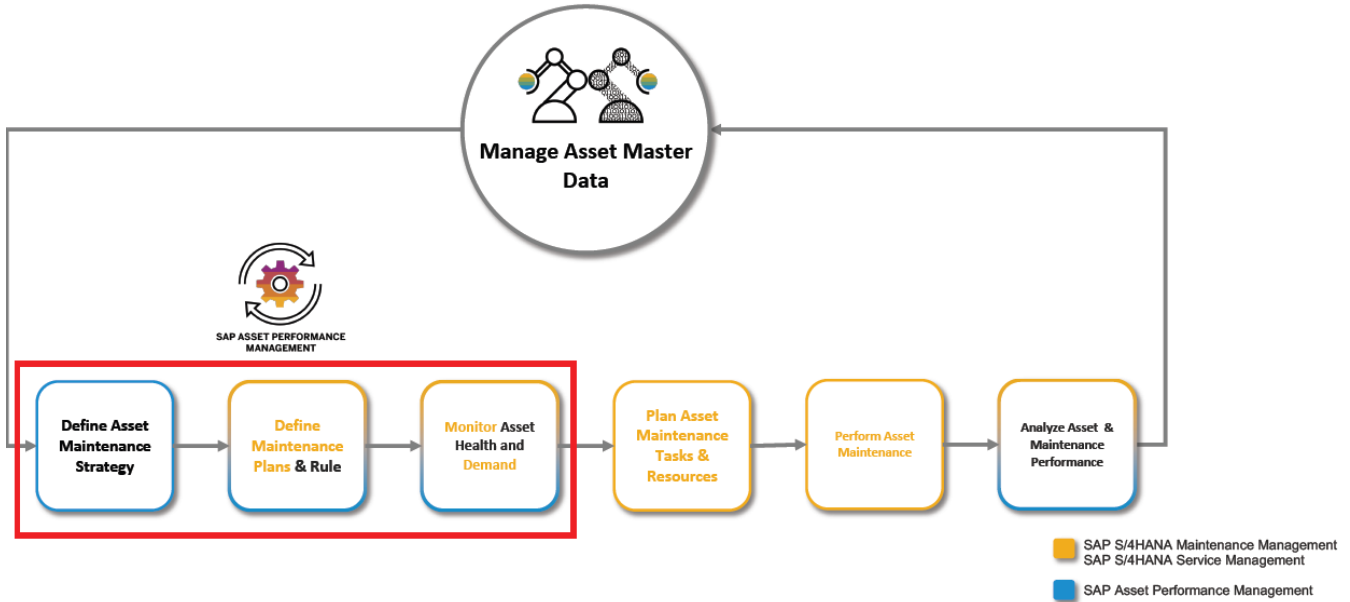 Manage Asset Master
Data
SAP ASSET PERFORMANCE
MANAGEMENT
Define Asset
Maintenance
Strategy
Define
Maintenance
Plans & Rule
Monitor Asset
Health and
Demand
Plan Asset
Maintenance
Tasks &
Resources
Perform Asset
Maintenance
Analyze Asset &
Maintenance
Performance
SAP S/4HANA Maintenance Management
SAP S/4HANA Service Management
SAP Asset Performance Management